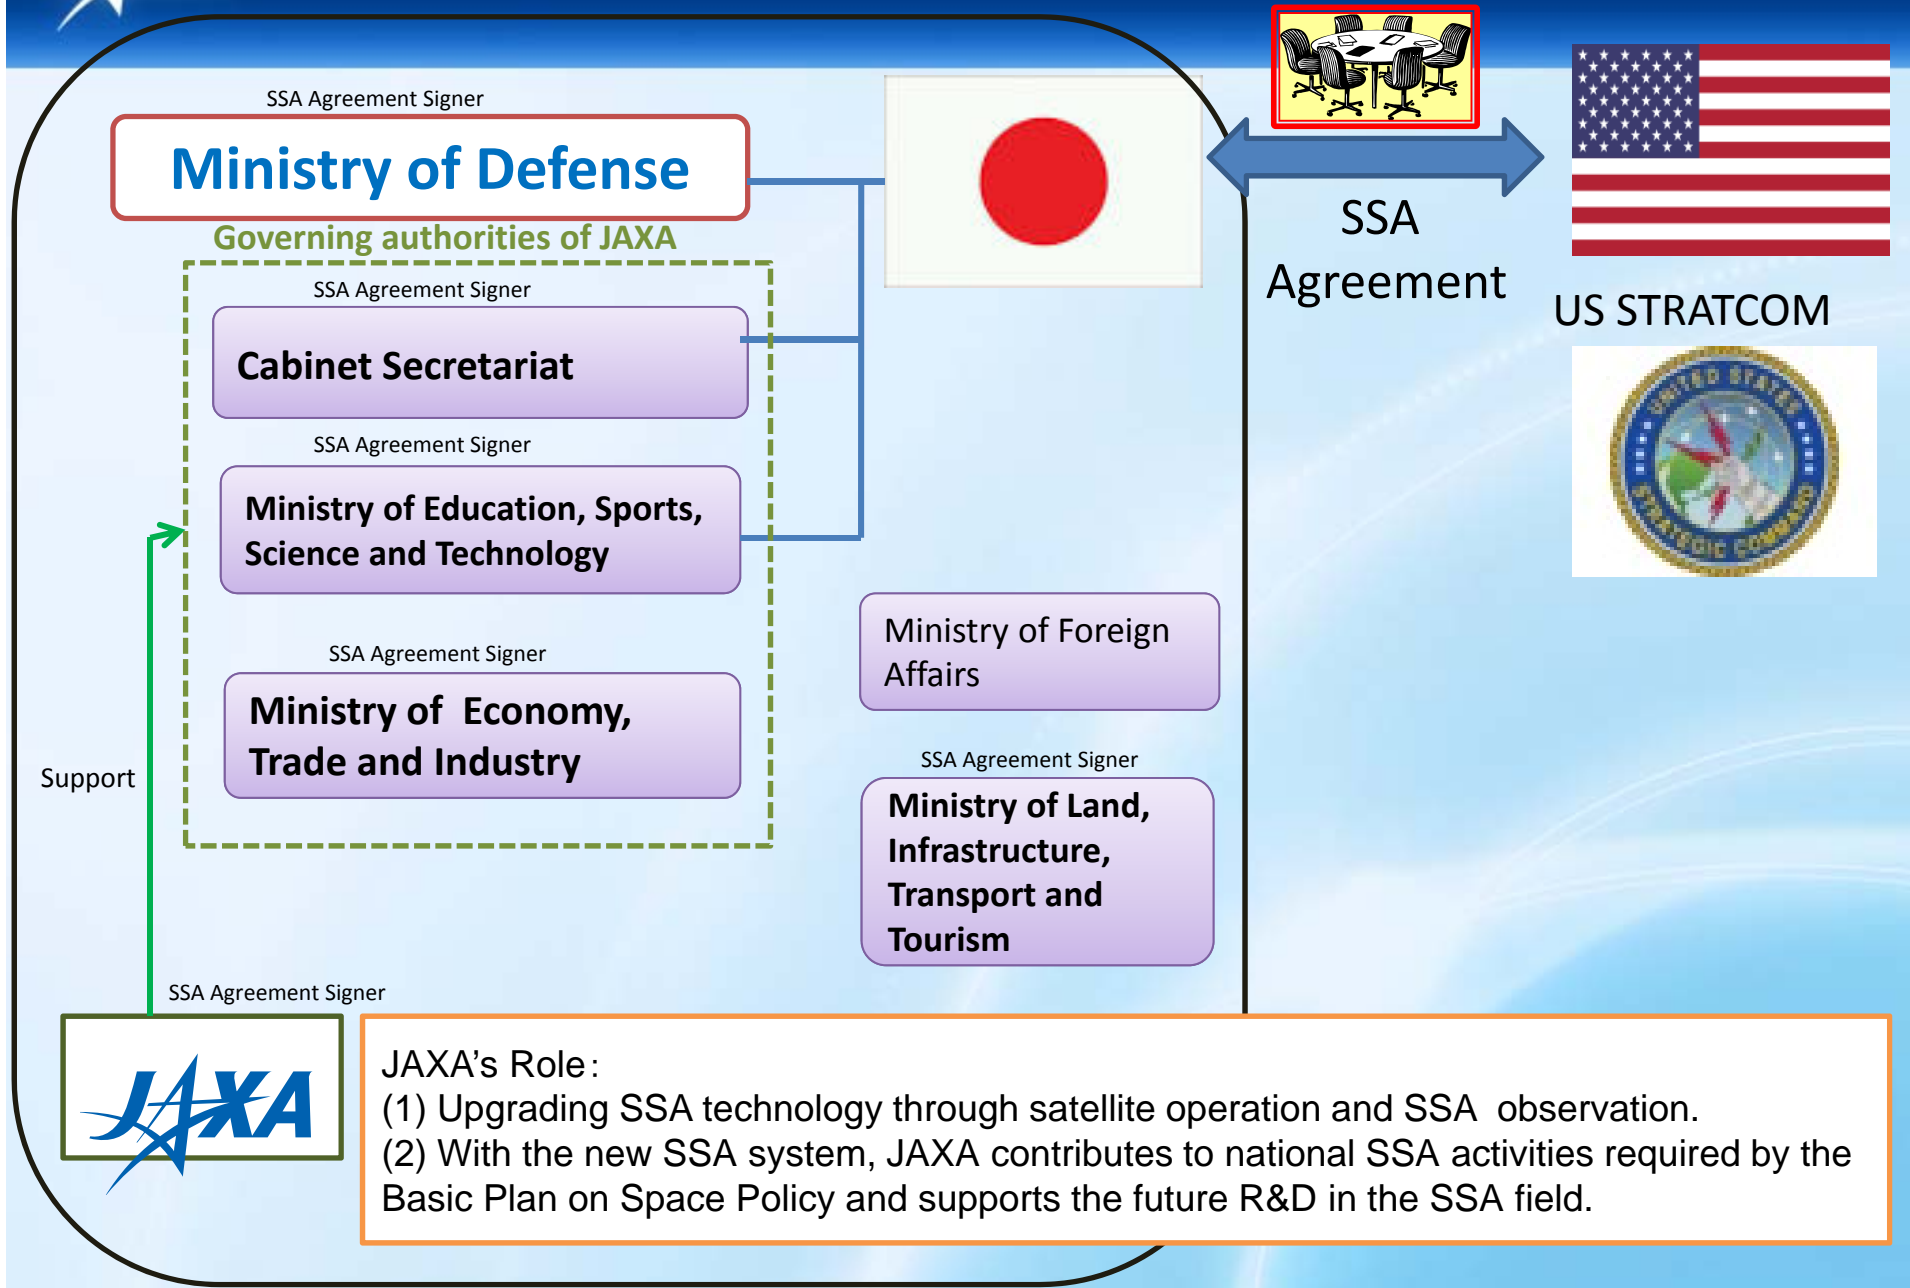 SSA Agreement Signer
Ministry of Defense
Governing authorities of JAXA
SSA Agreement Signer
Cabinet Secretariat
SSA Agreement Signer
Ministry of Education, Sports,
Science and Technology
SSA Agreement Signer
Ministry of  Economy,
Trade and Industry
Support
SSA Agreement Signer
JAXA
Ministry of Foreign
Affairs
SSA Agreement Signer
Ministry of Land,
Infrastructure,
Transport and
Tourism
SSA
Agreement
US STRATCOM
UNITED STATES
STRATEGIC COMMAND
JAXA's Role：
(1) Upgrading SSA technology through satellite operation and SSA  observation.
(2) With the new SSA system, JAXA contributes to national SSA activities required by the
Basic Plan on Space Policy and supports the future R&D in the SSA field.